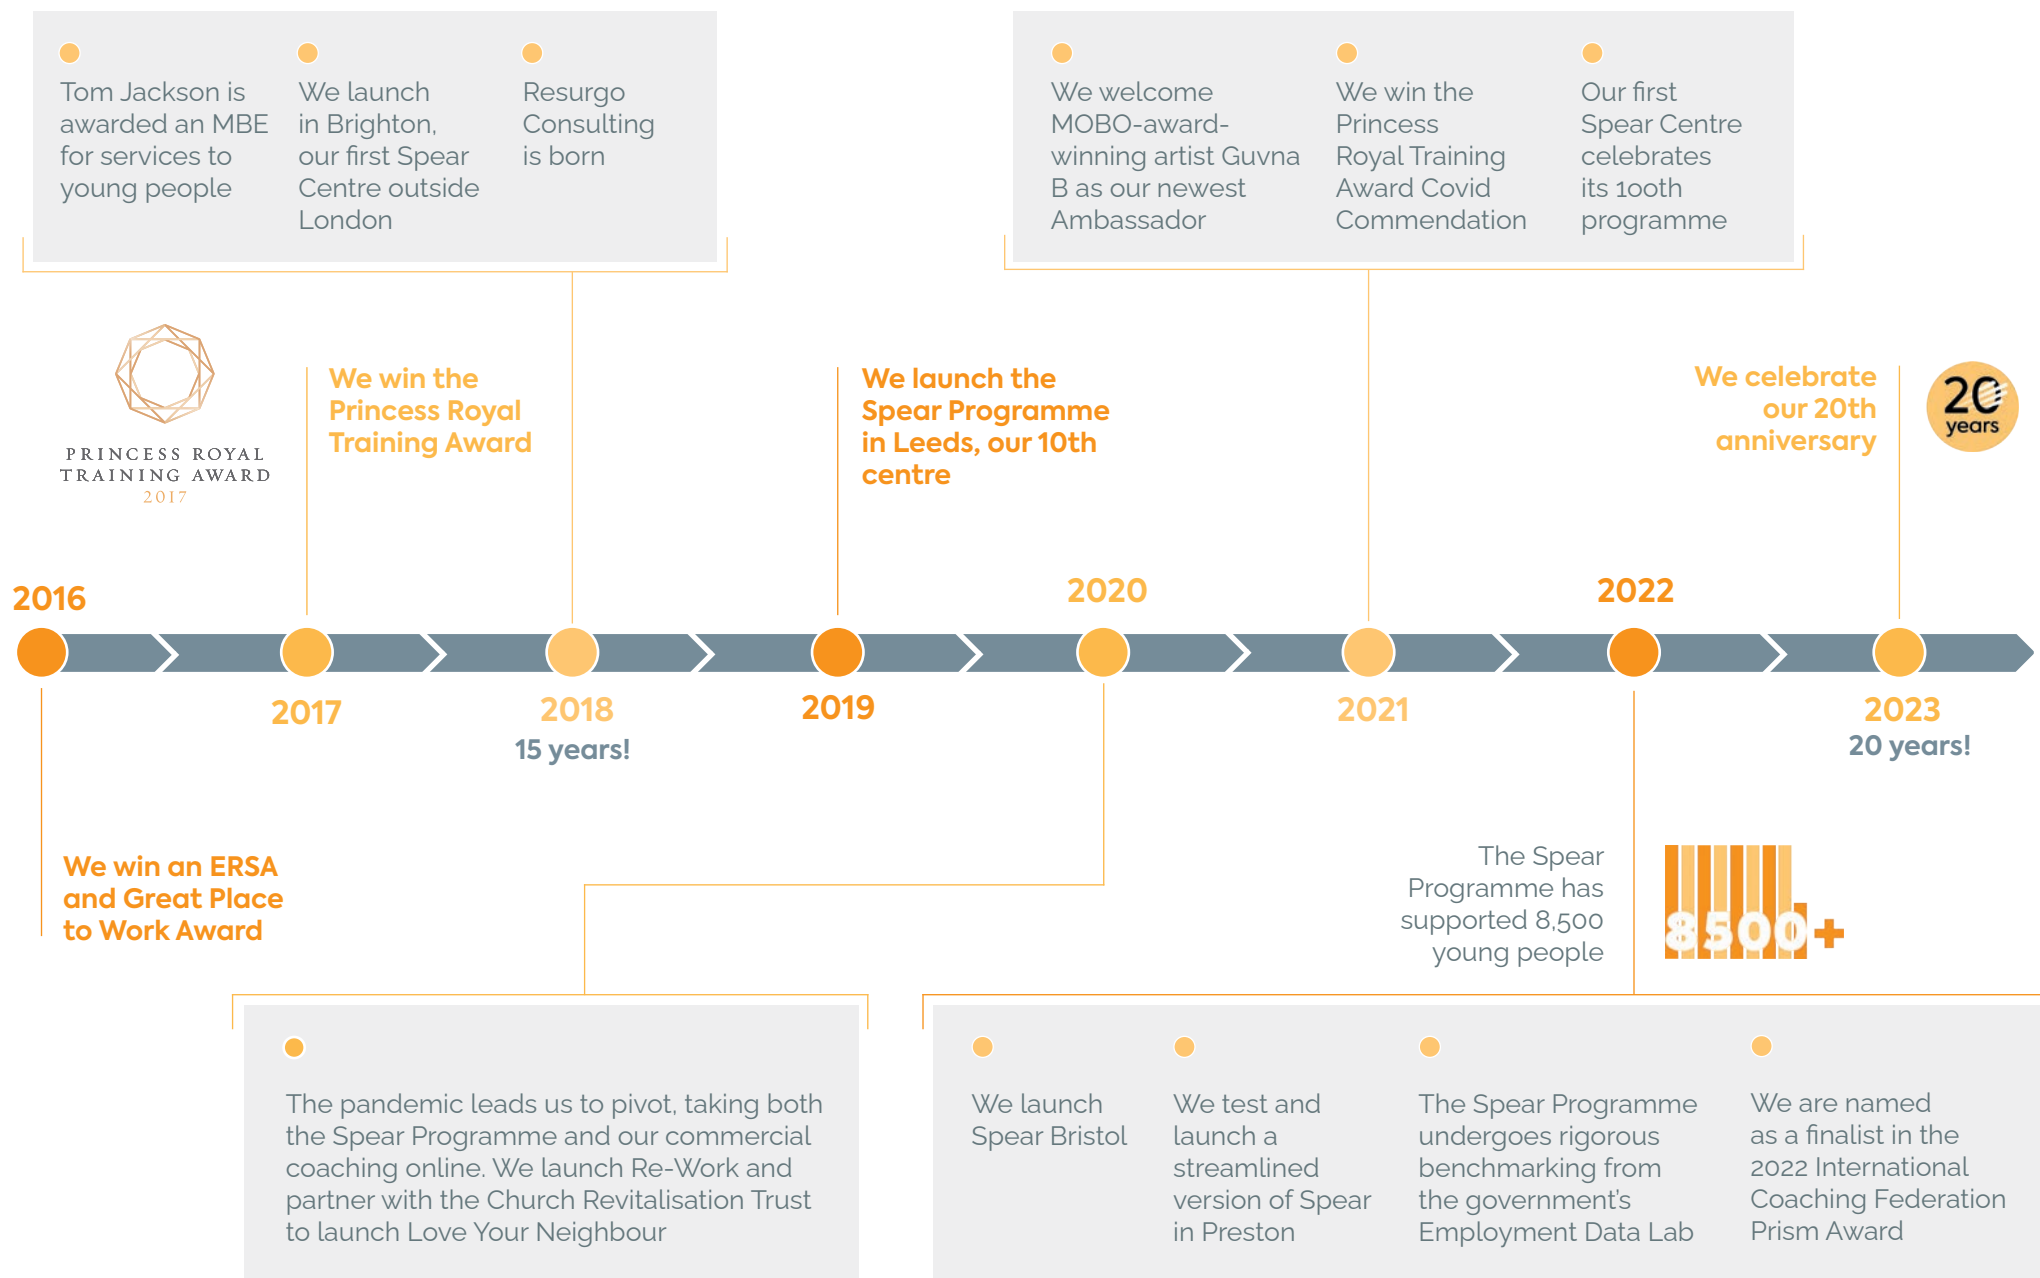 Tom Jackson is
awarded an MBE
for services to
young people
We launch
in Brighton,
our first Spear
Centre outside
London
Resurgo
Consulting
is born
We welcome
MOBO-award-
winning artist Guvna
B as our newest
Ambassador
We win the
Princess
Royal Training
Award Covid
Commendation
Our first
Spear Centre
celebrates
its 100th
programme
PRINCESS ROYAL
TRAINING AWARD
2017
We win the
Princess Royal
Training Award
We launch the
Spear Programme
in Leeds, our 10th
centre
We celebrate
our 20th
anniversary
20
years
2016
2017
2018
15 years!
2019
2020
2021
2022
2023
20 years!
We win an ERSA
and Great Place
to Work Award
The Spear
Programme has
supported 8,500
young people
8500+
The pandemic leads us to pivot, taking both
the Spear Programme and our commercial
coaching online. We launch Re-Work and
partner with the Church Revitalisation Trust
to launch Love Your Neighbour
We launch
Spear Bristol
We test and
launch a
streamlined
version of Spear
in Preston
The Spear Programme
undergoes rigorous
benchmarking from
the government's
Employment Data Lab
We are named
as a finalist in the
2022 International
Coaching Federation
Prism Award